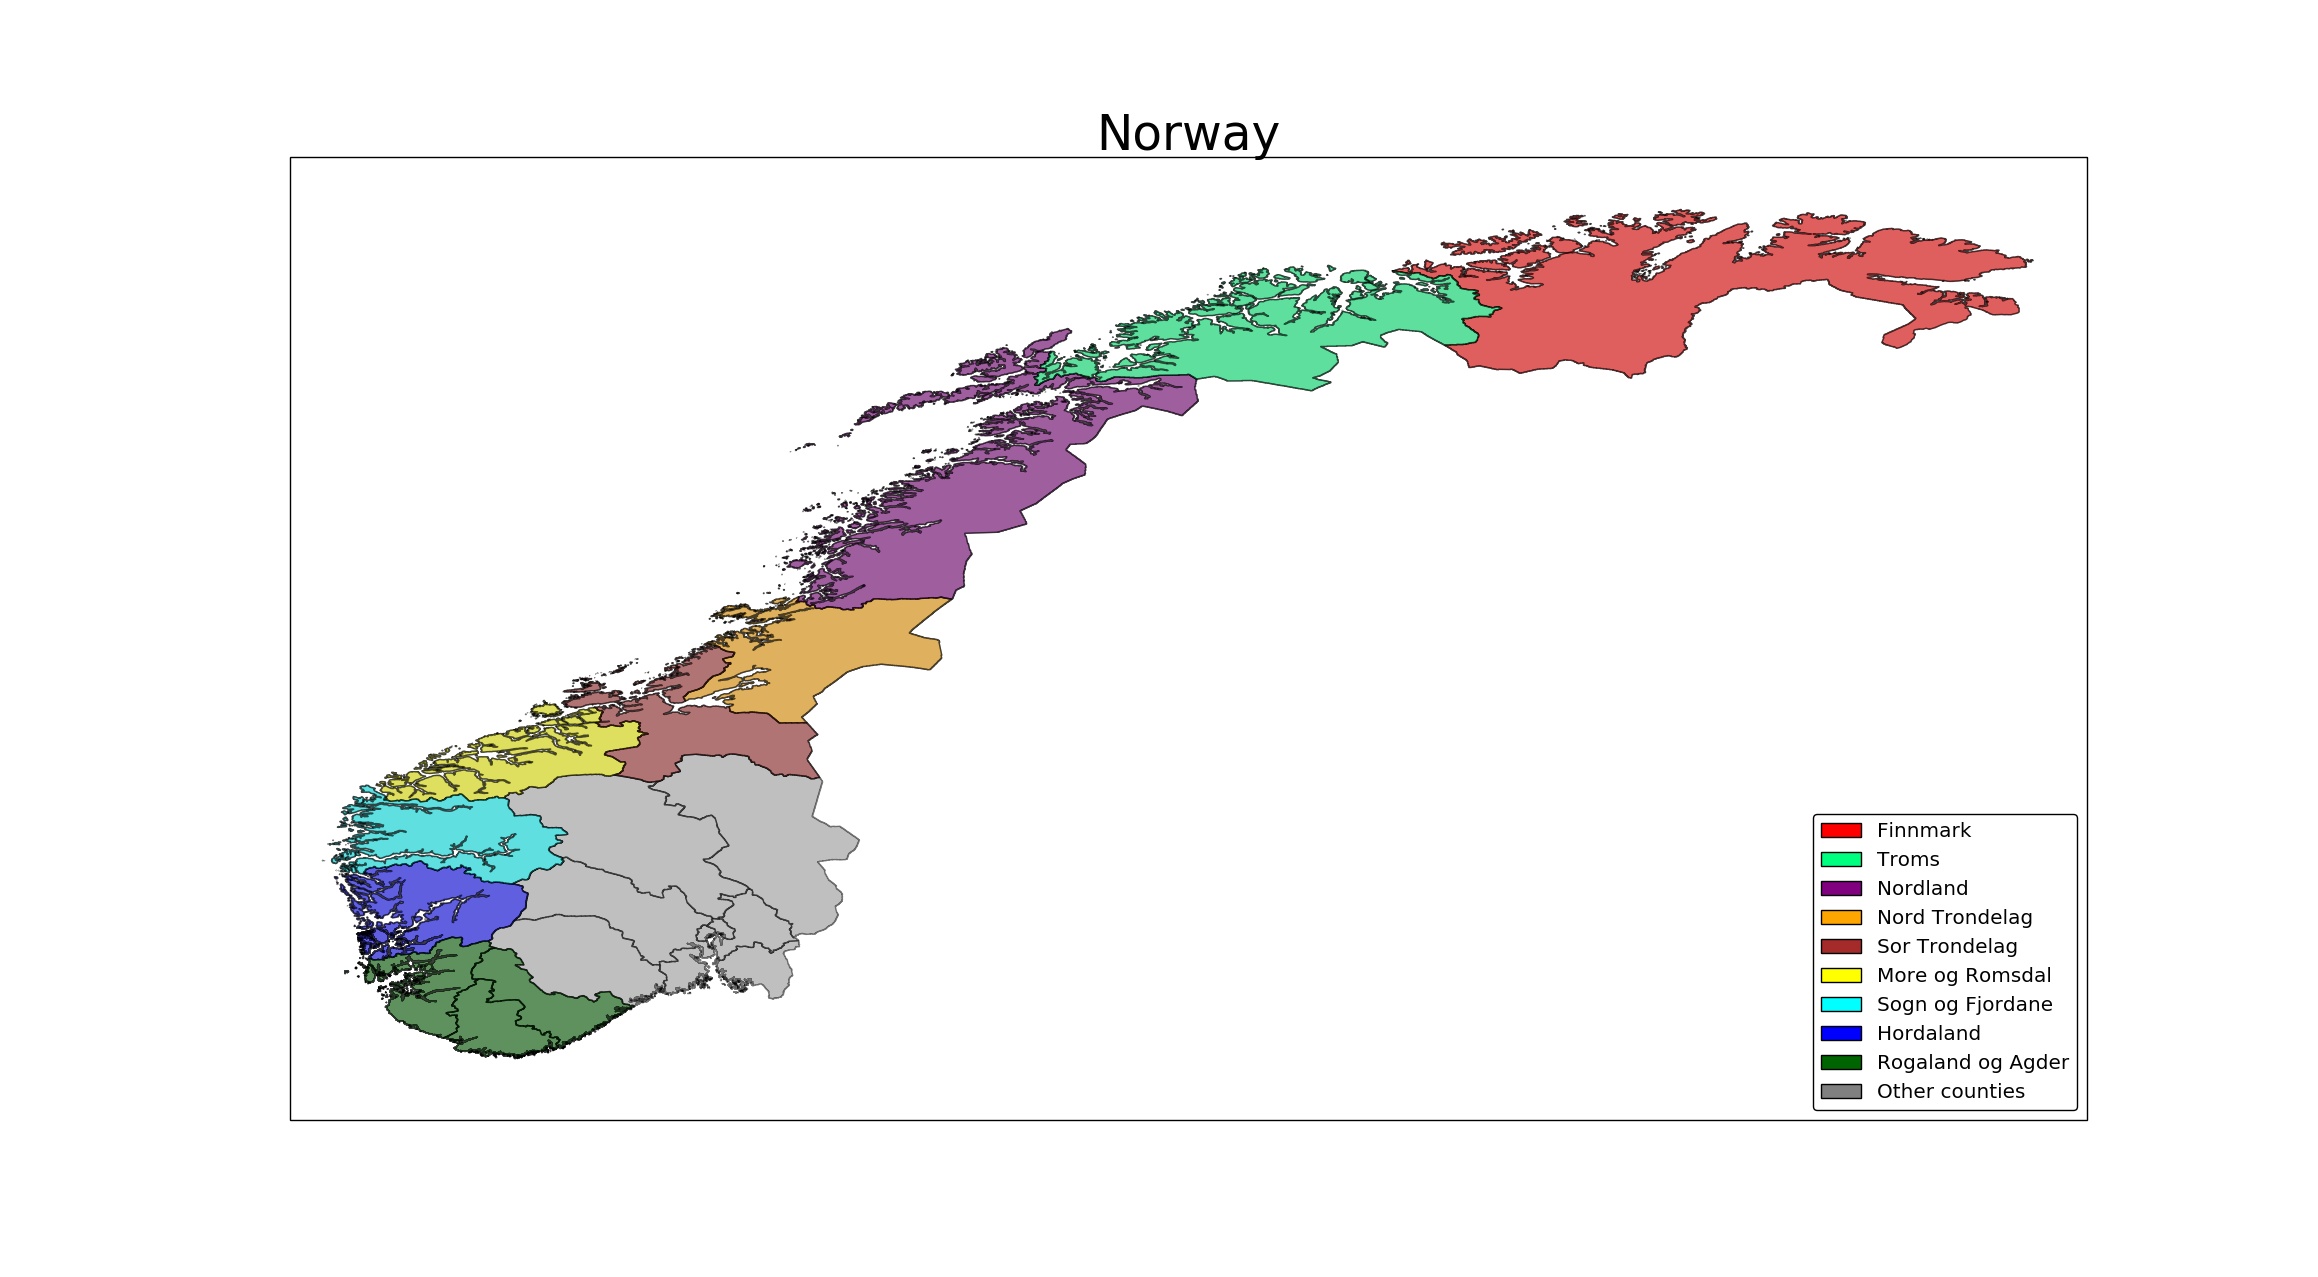 Norway
Finnmark
Troms
Nordland
Nord Trondelag
Sor Trondelag
More og Romsdal
Sogn og Fjordane
Hordaland
Rogaland og Agder
Other counties